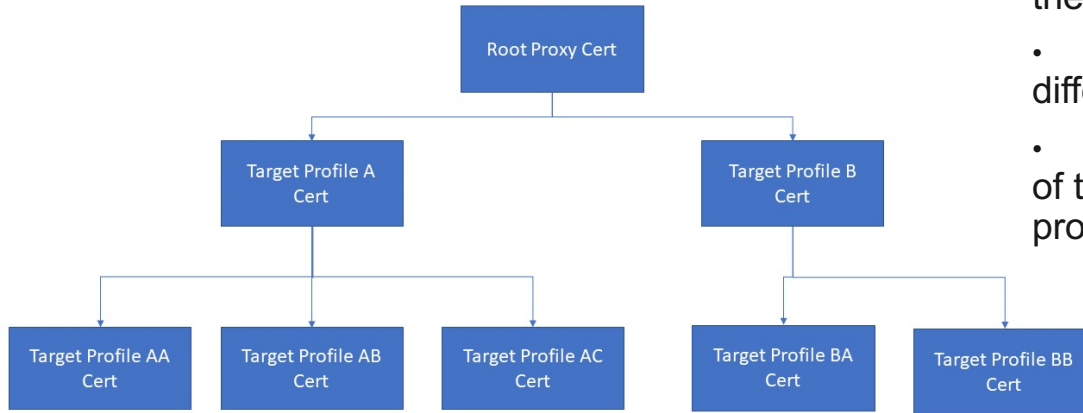 Root Proxy Cert
Target Profile A
Cert
Target Profile B
Cert
Target Profile AA
Cert
Target Profile AB
Cert
Target Profile AC
Cert
Target Profile BA
Cert
Target Profile BB
Cert
•
•
of